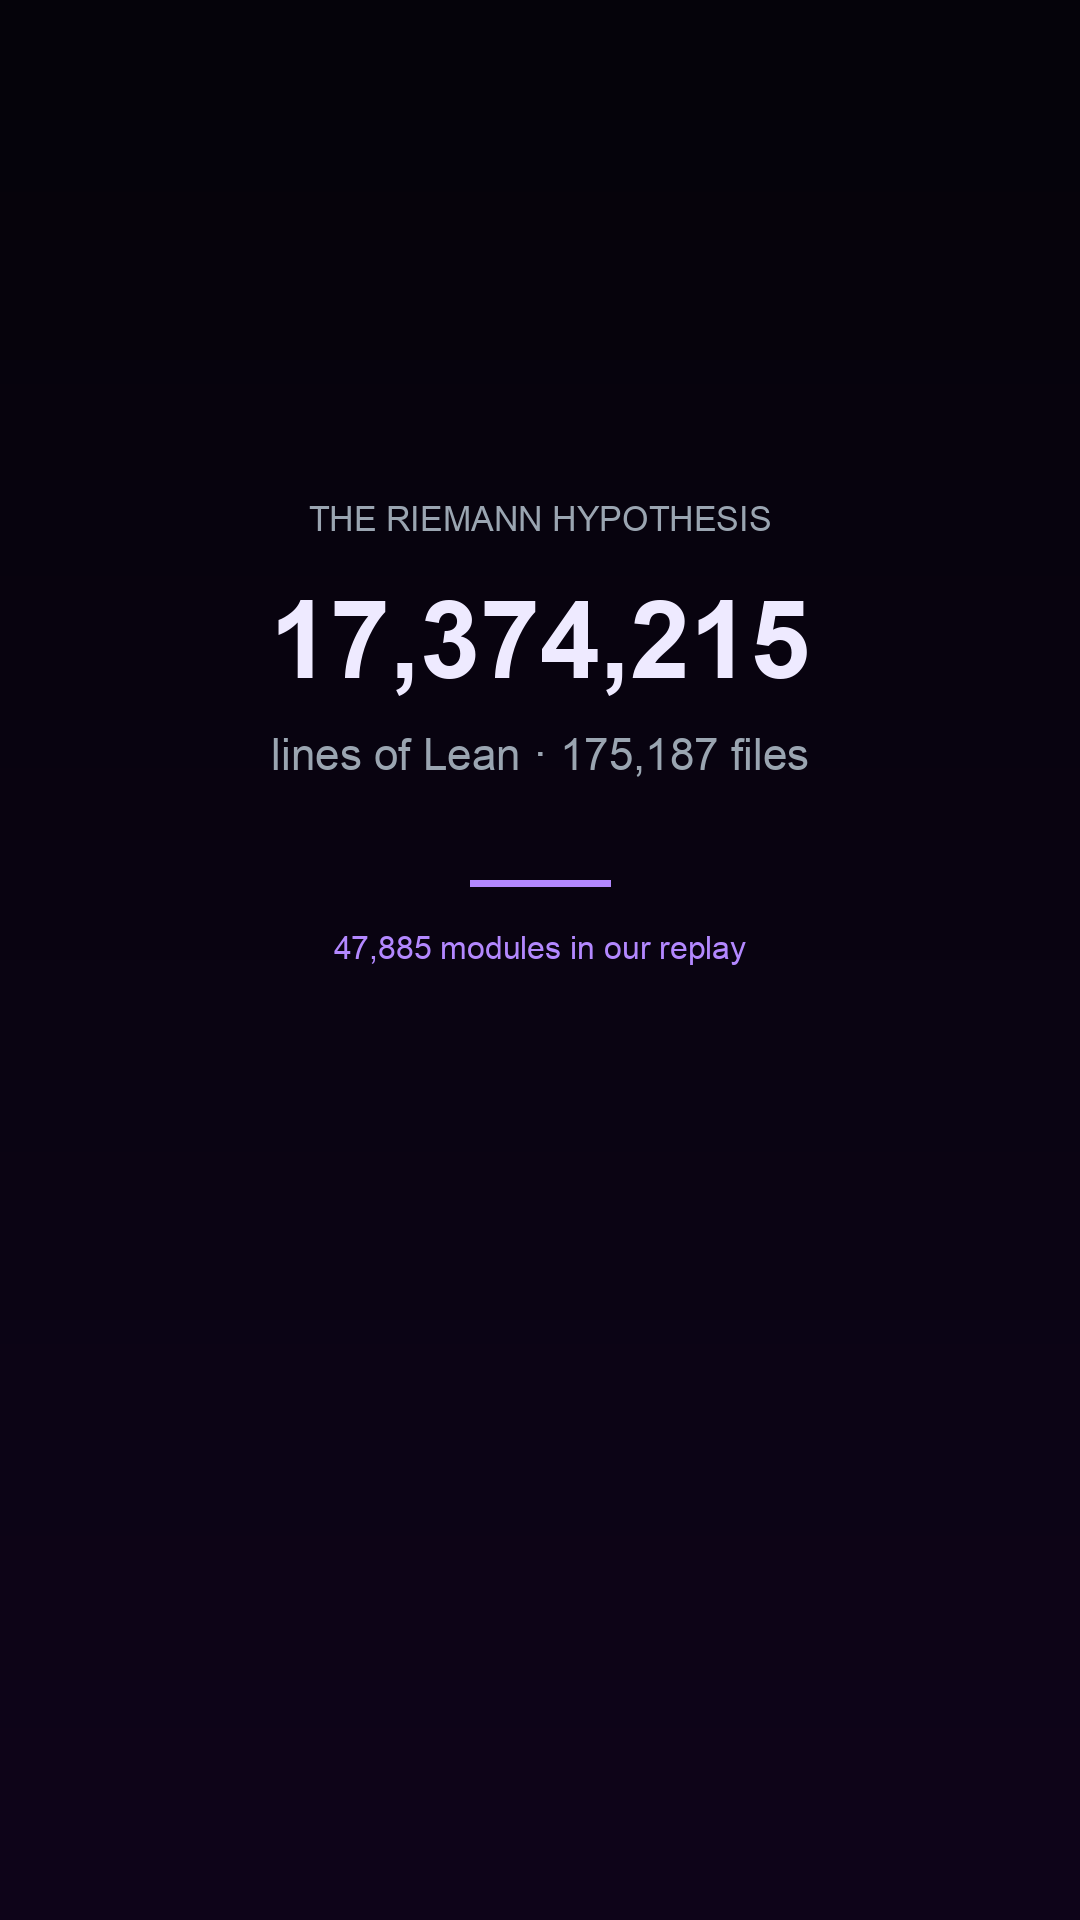 THE RIEMANN HYPOTHESIS
17,374,215
lines of Lean · 175,187 files
47,885 modules in our replay